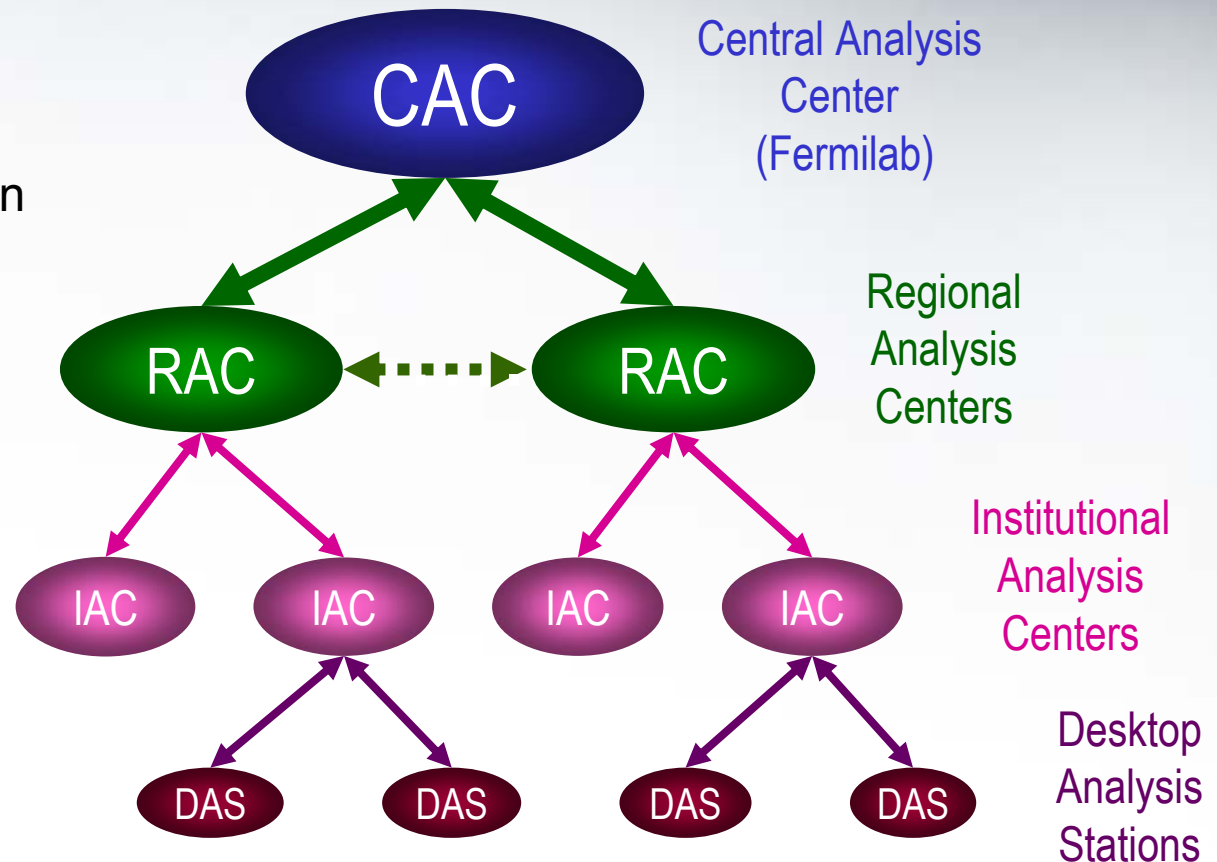 CAC
Central Analysis
Center
(Fermilab)
n
RAC
RAC
Regional
Analysis
Centers
IAC
IAC
IAC
IAC
Institutional
Analysis
Centers
DAS
DAS
DAS
DAS
Desktop
Analysis
Stations